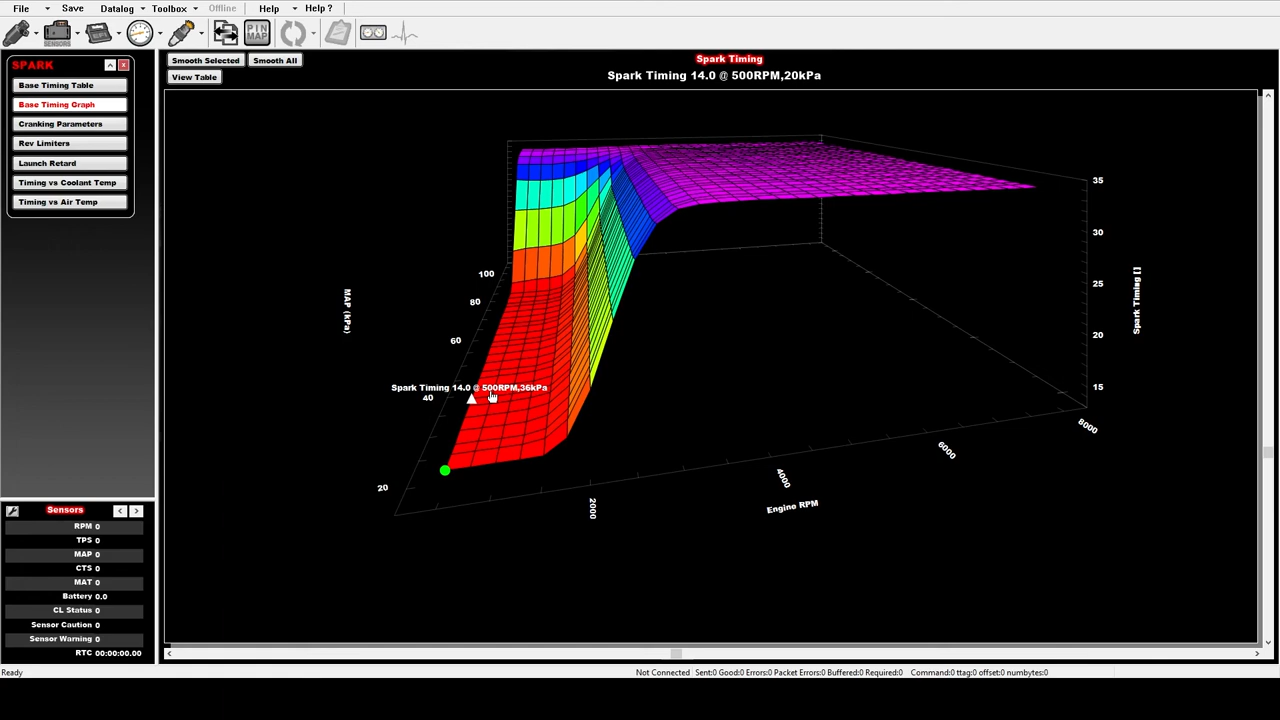 File Save Datalog Toolbox Offline Help Help ?
SENSORS
PIN
MAP
SPARK
Base Timing Table
Base Timing Graph
Cranking Parameters
Rev Limiters
Launch Retard
Timing vs Coolant Temp
Timing vs Air Temp
Smooth Selected Smooth All
View Table
Spark Timing
Spark Timing 14.0 @ 500RPM,20kPa
MAP (kPa)
100
80
60
40
20
Spark Timing 14.0 @ 500RPM,36kPa
2000
4000
6000
8000
Engine RPM
35
30
25
20
15
Spark Timing []
Sensors
RPM 0
TPS 0
MAP 0
CTS 0
MAT 0
Battery 0.0
CL Status 0
Sensor Caution 0
Sensor Warning 0
RTC 00:00:00.00
Ready
Not Connected Sent:0 Good:0 Errors:0 Packet Errors:0 Buffered:0 Required:0 Command:0 ttag:0 offset:0 numbytes:0